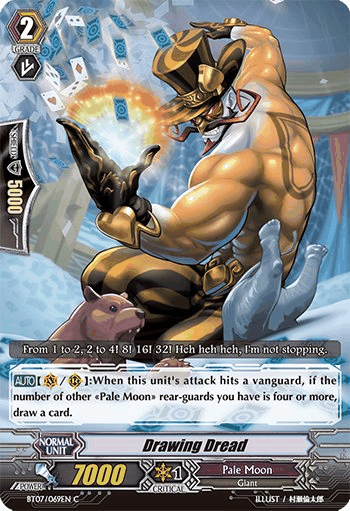 2
GRADE
SHIELD
5000
From 1 to 2, 2 to 4! 8! 16! 32! Heh heh heh, I'm not stopping.
AUTO【 / 】:When this unit's attack hits a vanguard, if the
number of other «Pale Moon» rear-guards you have is four or more,
draw a card.
NORMAL
UNIT
Drawing Dread
POWER
7000
1
CRITICAL
Pale Moon
Giant
BT07/069EN C
ILLUST / 村瀬倫太郎